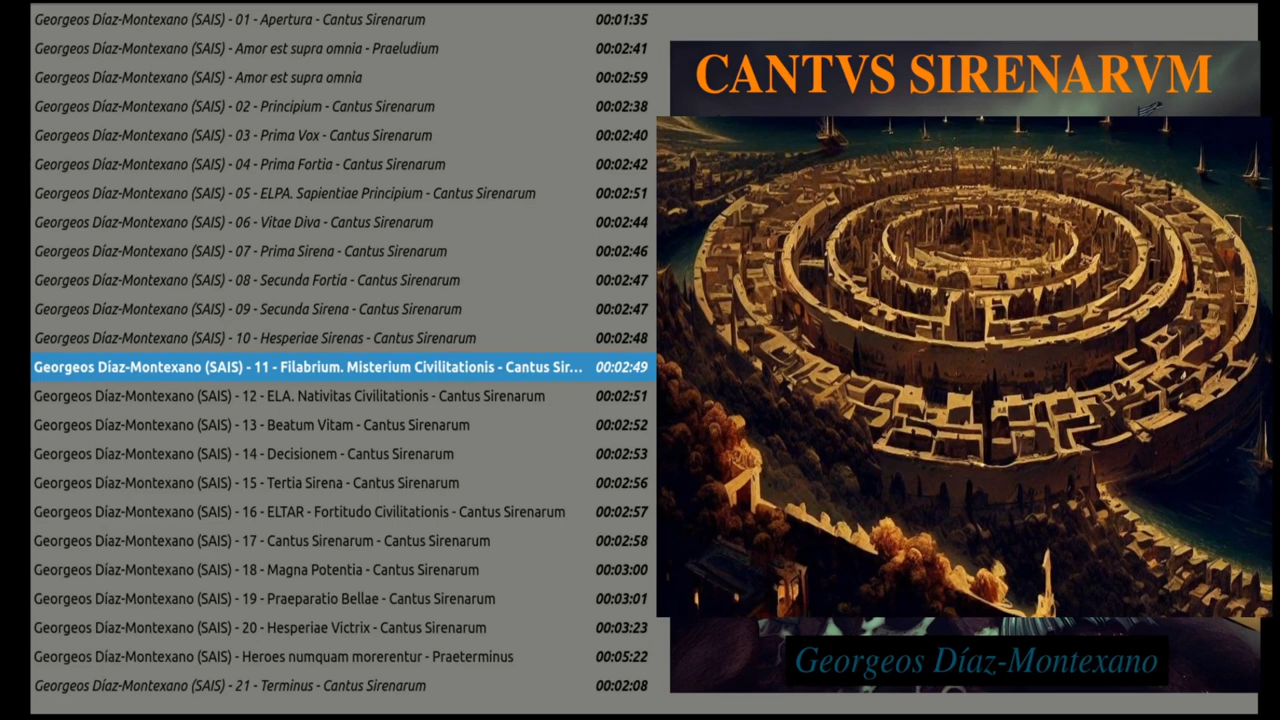 Georgeos Díaz-Montexano (SAIS) - 01 - Apertura - Cantus Sirenarum 00:01:35
Georgeos Díaz-Montexano (SAIS) - Amor est supra omnia - Praeludium 00:02:41
Georgeos Díaz-Montexano (SAIS) - Amor est supra omnia 00:02:59
Georgeos Díaz-Montexano (SAIS) - 02 - Principium - Cantus Sirenarum 00:02:38
Georgeos Díaz-Montexano (SAIS) - 03 - Prima Vox - Cantus Sirenarum 00:02:40
Georgeos Díaz-Montexano (SAIS) - 04 - Prima Fortia - Cantus Sirenarum 00:02:42
Georgeos Díaz-Montexano (SAIS) - 05 - ELPA. Sapientiae Principium - Cantus Sirenarum 00:02:51
Georgeos Díaz-Montexano (SAIS) - 06 - Vitae Diva - Cantus Sirenarum 00:02:44
Georgeos Díaz-Montexano (SAIS) - 07 - Prima Sirena - Cantus Sirenarum 00:02:46
Georgeos Díaz-Montexano (SAIS) - 08 - Secunda Fortia - Cantus Sirenarum 00:02:47
Georgeos Díaz-Montexano (SAIS) - 09 - Secunda Sirena - Cantus Sirenarum 00:02:47
Georgeos Díaz-Montexano (SAIS) - 10 - Hesperiae Sirenas - Cantus Sirenarum 00:02:48
Georgeos Díaz-Montexano (SAIS) - 11 - Filabrium. Misterium Civilitationis - Cantus Sir... 00:02:49
Georgeos Díaz-Montexano (SAIS) - 12 - ELA. Nativitas Civilitationis - Cantus Sirenarum 00:02:51
Georgeos Díaz-Montexano (SAIS) - 13 - Beatum Vitam - Cantus Sirenarum 00:02:52
Georgeos Díaz-Montexano (SAIS) - 14 - Decisionem - Cantus Sirenarum 00:02:53
Georgeos Díaz-Montexano (SAIS) - 15 - Tertia Sirena - Cantus Sirenarum 00:02:56
Georgeos Díaz-Montexano (SAIS) - 16 - ELTAR - Fortitudo Civilitationis - Cantus Sirenarum 00:02:57
Georgeos Díaz-Montexano (SAIS) - 17 - Cantus Sirenarum - Cantus Sirenarum 00:02:58
Georgeos Díaz-Montexano (SAIS) - 18 - Magna Potentia - Cantus Sirenarum 00:03:00
Georgeos Díaz-Montexano (SAIS) - 19 - Praeparatio Bellae - Cantus Sirenarum 00:03:01
Georgeos Díaz-Montexano (SAIS) - 20 - Hesperiae Victrix - Cantus Sirenarum 00:03:23
Georgeos Díaz-Montexano (SAIS) - Heroes numquam morerentur - Praeterminus 00:05:22
Georgeos Díaz-Montexano (SAIS) - 21 - Terminus - Cantus Sirenarum 00:02:08
CANTVS SIRENARVM
Georgeos Díaz-Montexano